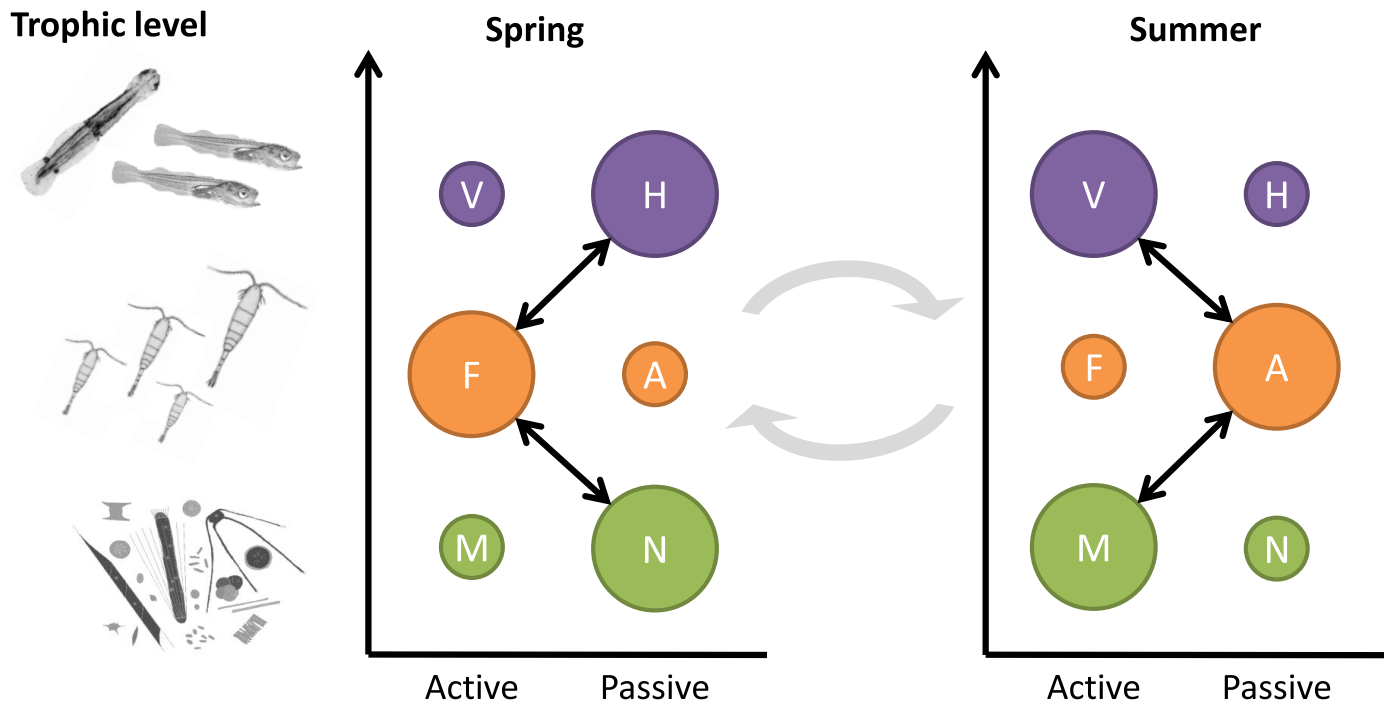 Trophic level
Spring
Summer
V
H
V
H
F
A
F
A
M
N
M
N
Active
Passive
Active
Passive